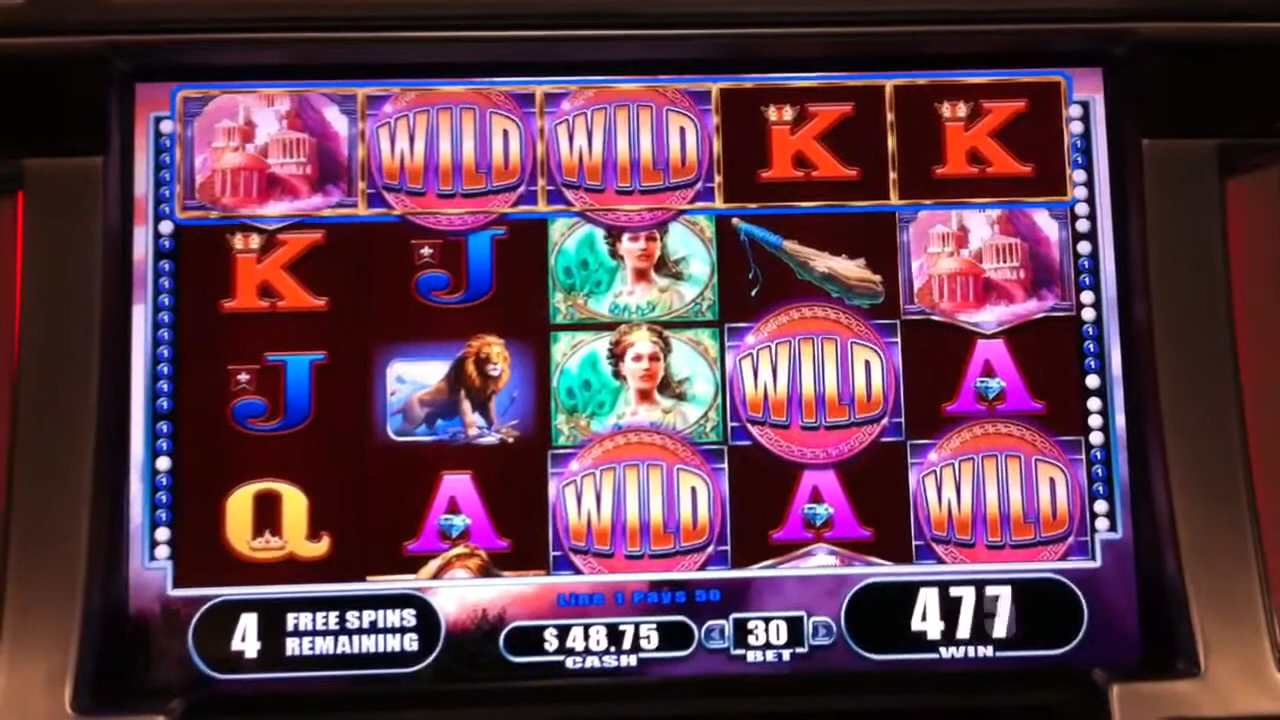 WILD WILD K K
K J
WILD
J A
Q A WILD A WILD
Line 1 Pays 50
4 FREE SPINS REMAINING
$48.75
CASH
30
BET
477
WIN